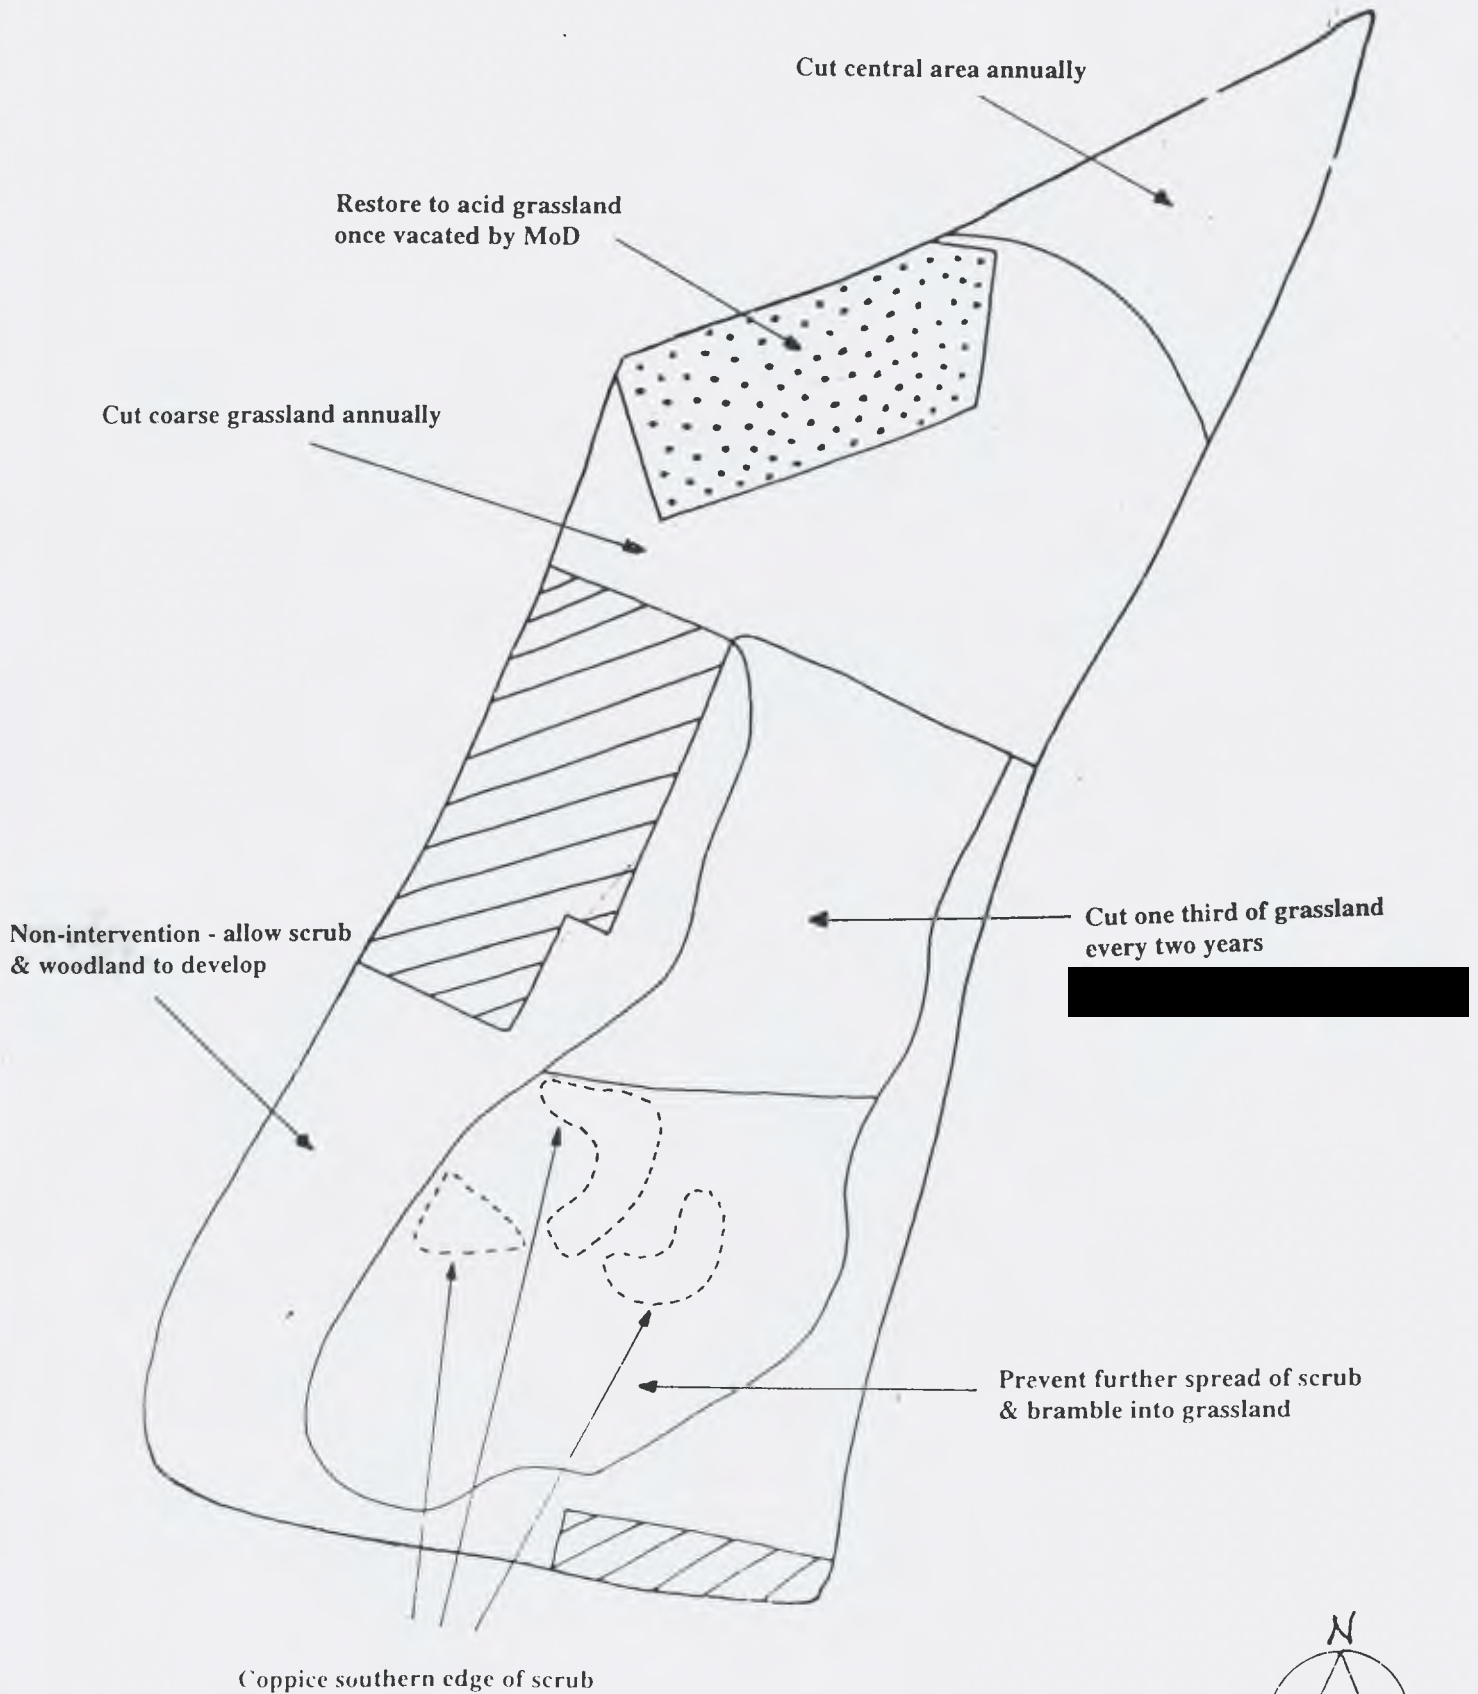 Cut central area annually
Restore to acid grassland
once vacated by MoD
Cut coarse grassland annually
Cut one third of grassland
every two years
Non-intervention - allow scrub
& woodland to develop
Prevent further spread of scrub
& bramble into grassland
Coppice southern edge of scrub
N